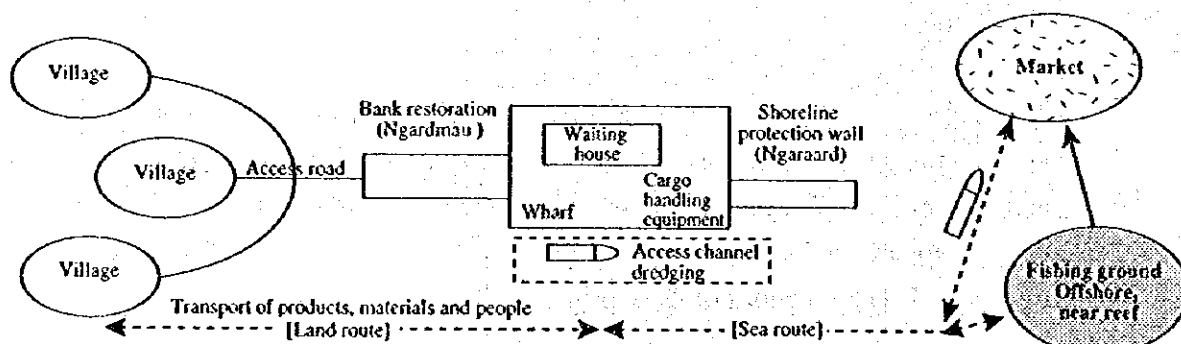 Village
Market
Bank restoration
(Ngardmau)
Shoreline
protection wall
(Ngaraard)
Waiting
house
Village
Access road
Cargo
handling
equipment
Wharf
Village
Access channel
dredging
Fishing ground
Offshore,
near reef
Transport of products, materials and people
[Land route]
[Sea route]